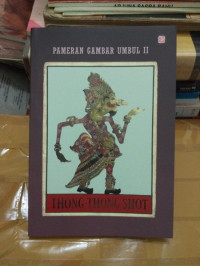 PAMERAN GAMBAR UMBUL II
THONG THONG SHOT